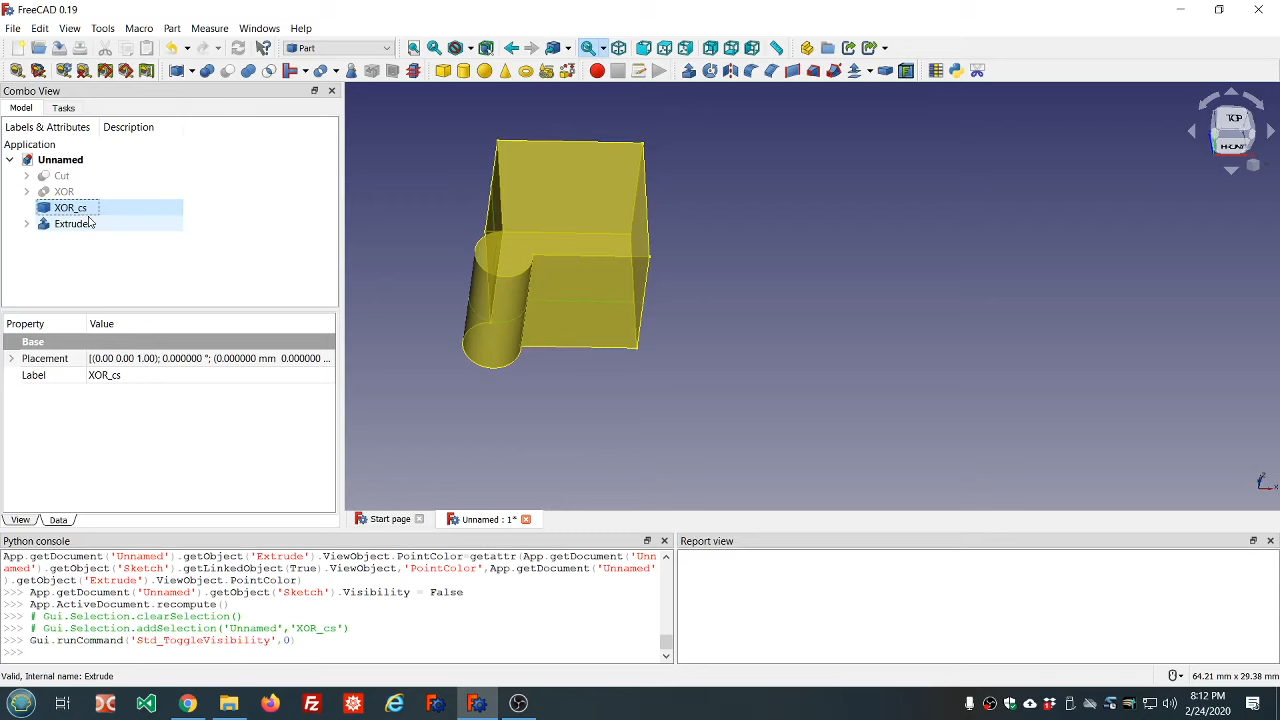 FreeCAD 0.19
File Edit View Tools Macro Part Measure Windows Help
Part
Combo View
Model Tasks
Labels & Attributes Description
Application
Unnamed
Cut
XOR
XOR_cs
Extrude
Property Value
Base
Placement [(0.00 0.00 1.00); 0.000000 °; (0.000000 mm 0.000000 ...
Label XOR_cs
View Data
TOP
FRONT
Z
X
Start page Unnamed : 1*
Python console
App.getDocument('Unnamed').getObject('Extrude').ViewObject.PointColor=getattr(App.getDocument('Unn
amed').getObject('Sketch').getLinkedObject(True).ViewObject,'PointColor',App.getDocument('Unnamed'
).getObject('Extrude').ViewObject.PointColor)
>>> App.getDocument('Unnamed').getObject('Sketch').Visibility = False
>>> App.ActiveDocument.recompute()
>>> # Gui.Selection.clearSelection()
>>> # Gui.Selection.addSelection('Unnamed','XOR_cs')
>>> Gui.runCommand('Std_ToggleVisibility',0)
>>>
Report view
Valid, Internal name: Extrude
64.21 mm x 29.38 mm
8:12 PM
2/24/2020